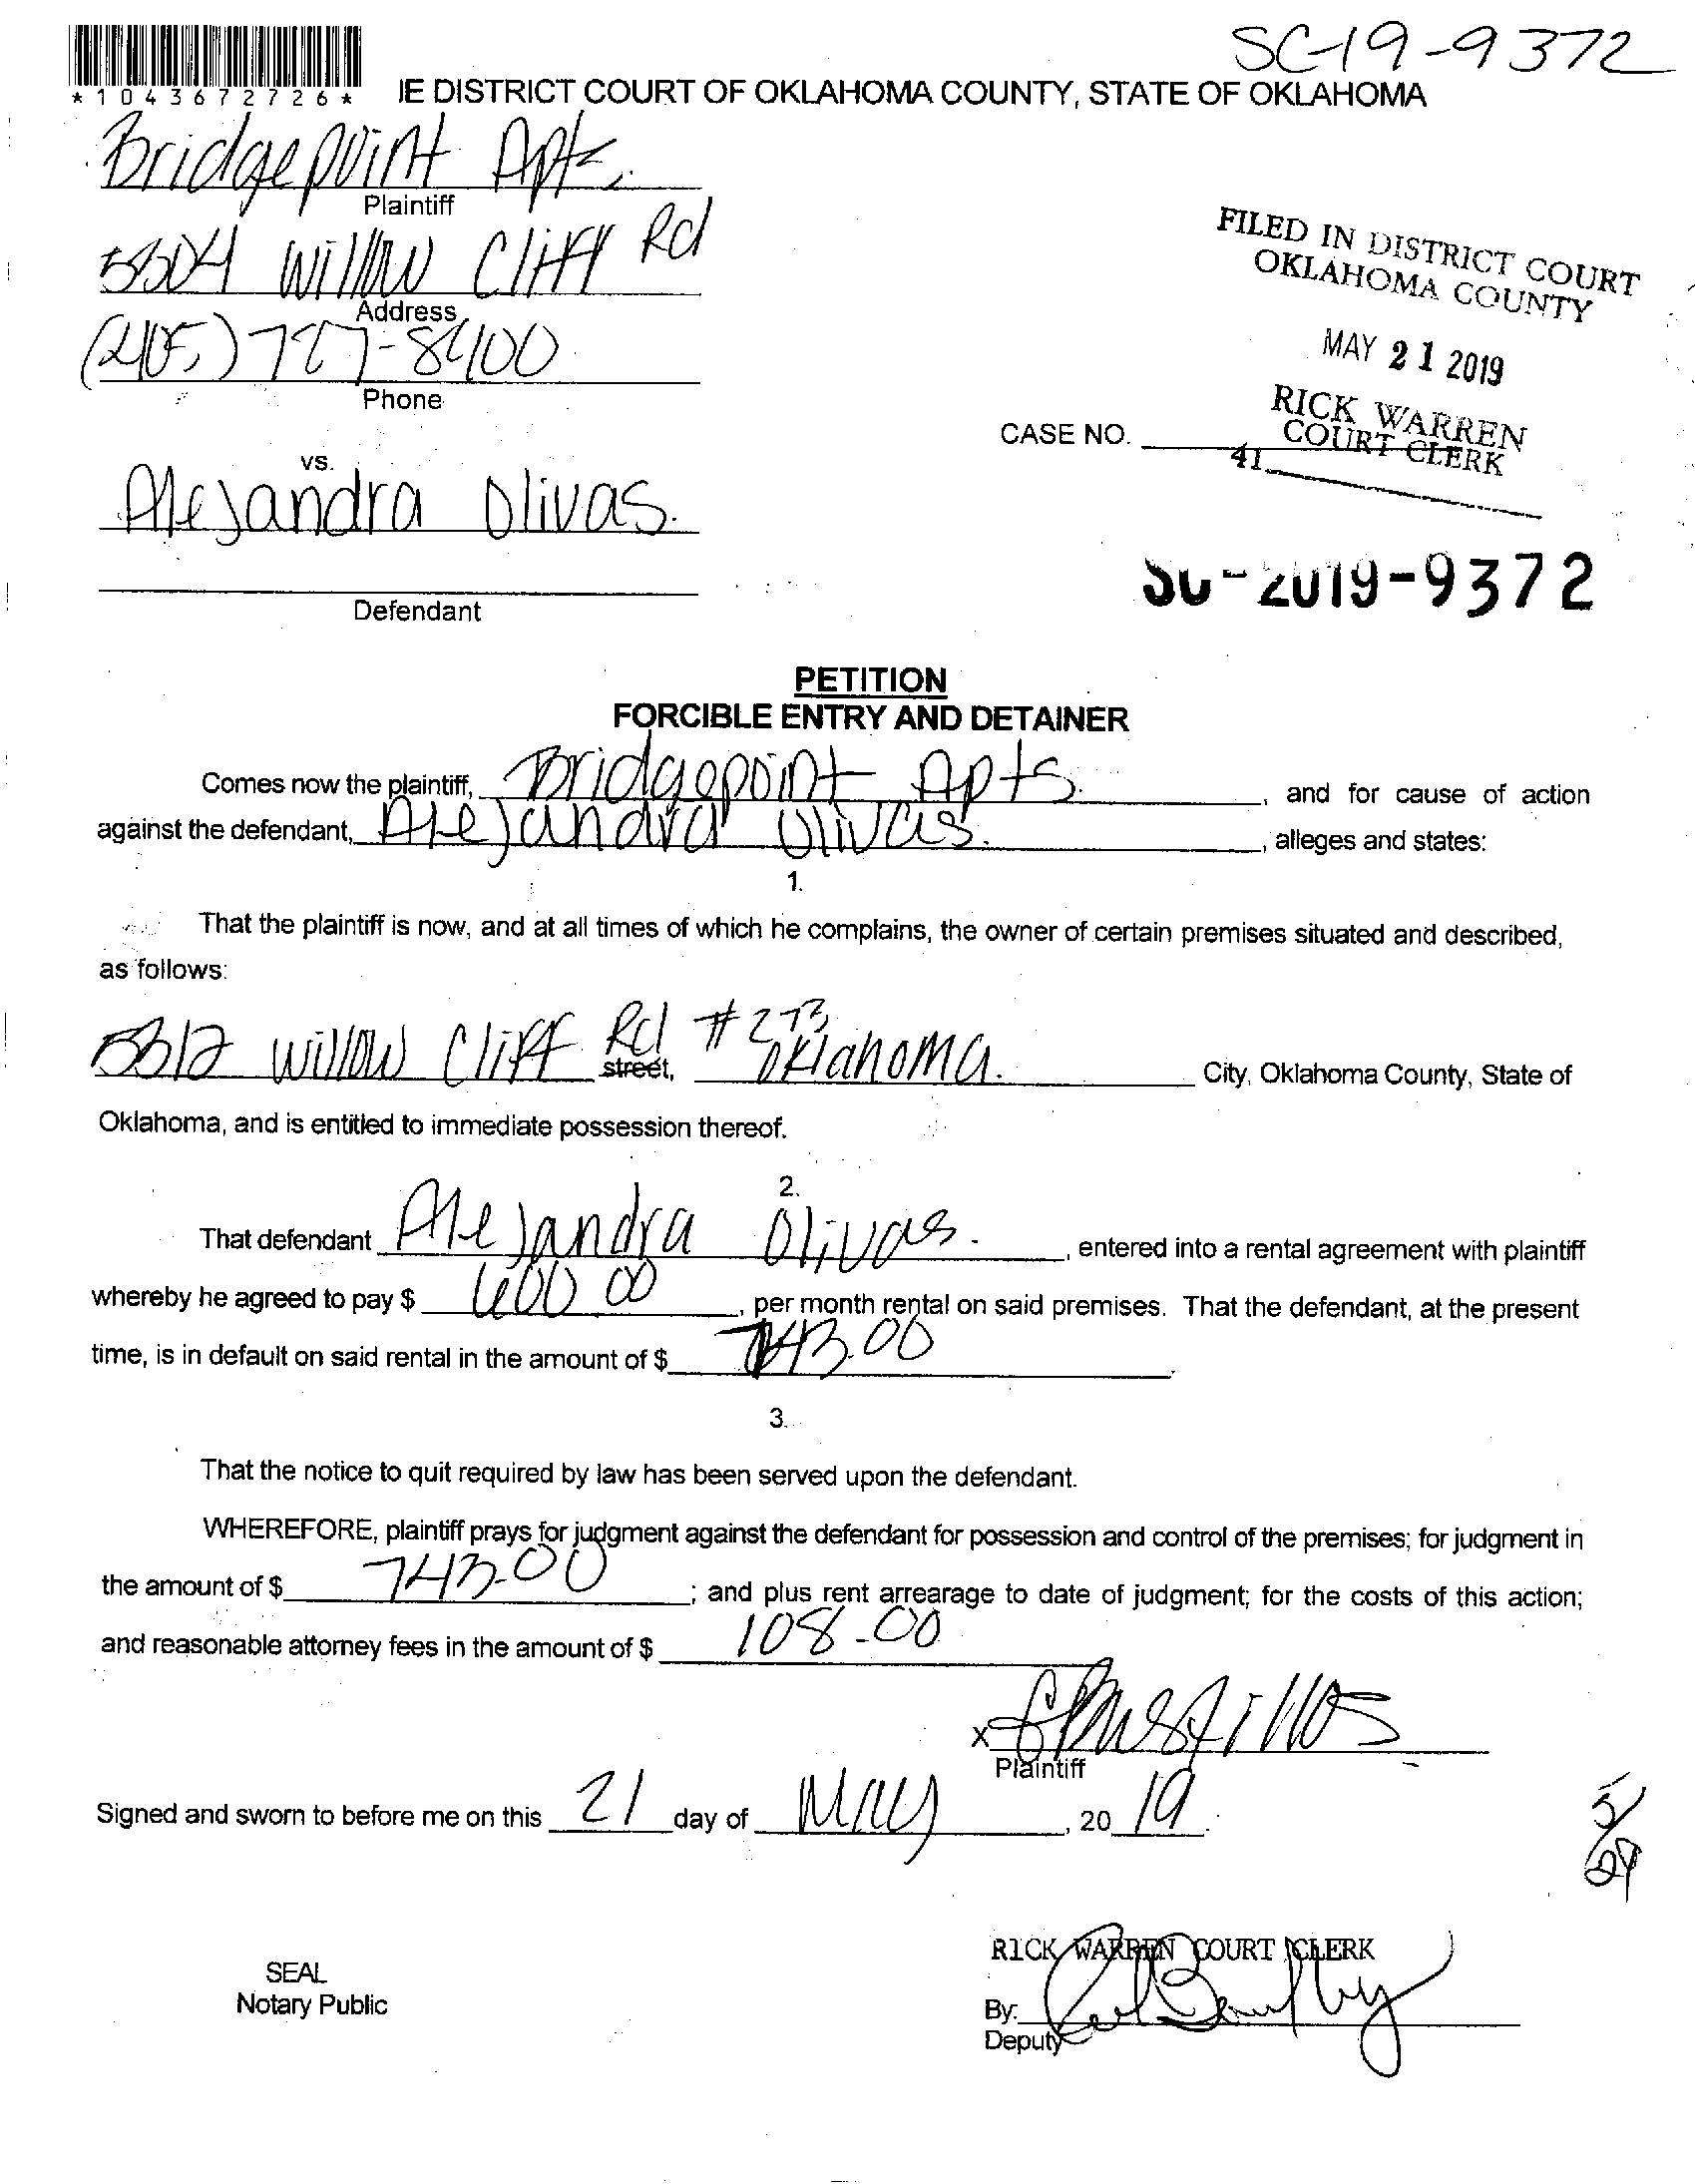 SC-19-9372
*1043672726*
IE DISTRICT COURT OF OKLAHOMA COUNTY, STATE OF OKLAHOMA
Bridgepoint Apts.
Plaintiff
5304 Willow Cliff Rd
Address
(405) 787-8400
Phone
FILED IN DISTRICT COURT
OKLAHOMA COUNTY
MAY 21 2019
RICK WARREN
COURT CLERK
41
CASE NO.
vs.
Alejandra Olivas.
Defendant
SC-2019-9372
PETITION
FORCIBLE ENTRY AND DETAINER
Comes now the plaintiff, Bridgepoint Apts. , and for cause of action
against the defendant, Alejandra Olivas. , alleges and states:
1.
That the plaintiff is now, and at all times of which he complains, the owner of certain premises situated and described,
as follows:
5312 Willow Cliff Rd #273 street, Oklahoma. City, Oklahoma County, State of
Oklahoma, and is entitled to immediate possession thereof.
2.
That defendant Alejandra Olivas. , entered into a rental agreement with plaintiff
whereby he agreed to pay $ 600 00 , per month rental on said premises. That the defendant, at the present
time, is in default on said rental in the amount of $ 743.00 .
3.
That the notice to quit required by law has been served upon the defendant.
WHEREFORE, plaintiff prays for judgment against the defendant for possession and control of the premises; for judgment in
the amount of $ 743.00 ; and plus rent arrearage to date of judgment; for the costs of this action;
and reasonable attorney fees in the amount of $ 108.00
x
Plaintiff
Signed and sworn to before me on this 21 day of May , 20 19 .
5/29
SEAL
Notary Public
RICK WARREN COURT CLERK
By:
Deputy